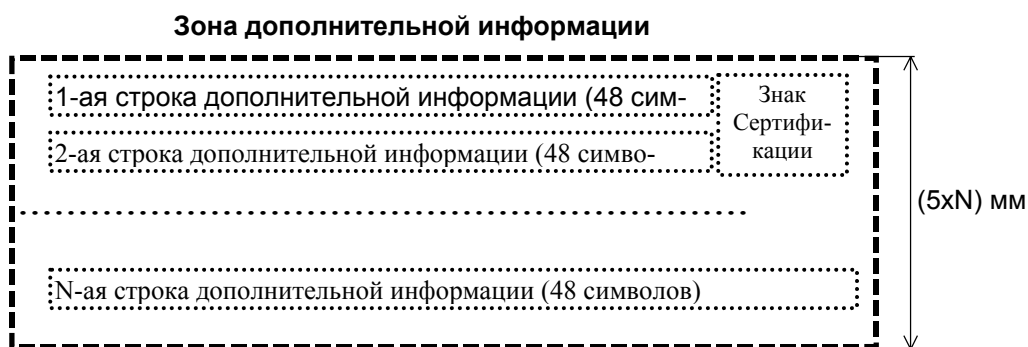 Зона дополнительной информации
1-ая строка дополнительной информации (48 сим-
2-ая строка дополнительной информации (48 симво-
Знак
Сертифи-
кации
(5xN) мм
N-ая строка дополнительной информации (48 символов)